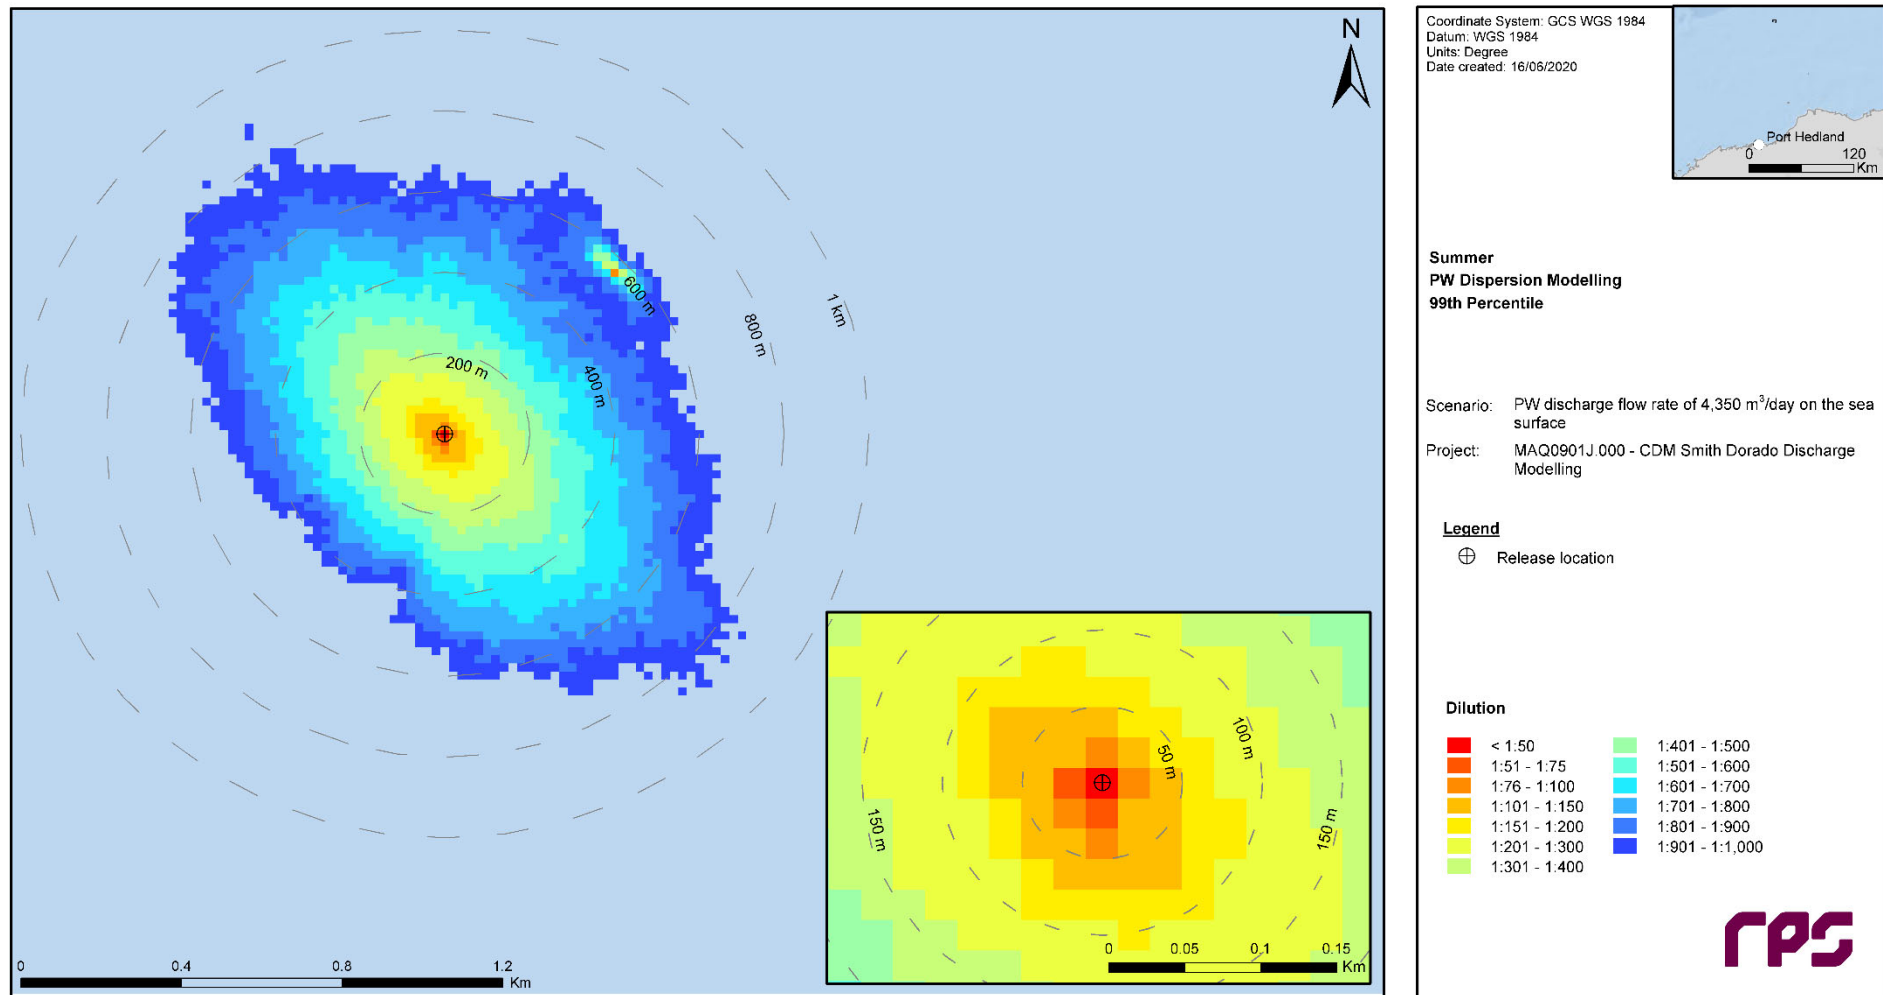 N
1 km
800 m
600 m
400 m
200 m
0 0.4 0.8 1.2
Km
100 m
50 m
150 m
150 m
0 0.05 0.1 0.15
Km
Coordinate System: GCS WGS 1984
Datum: WGS 1984
Units: Degree
Date created: 16/06/2020
Port Hedland
0 120
Km
Summer
PW Dispersion Modelling
99th Percentile
Scenario: PW discharge flow rate of 4,350 m³/day on the sea
surface
Project: MAQ0901J.000 - CDM Smith Dorado Discharge
Modelling
Legend
Release location
Dilution
< 1:50
1:51 - 1:75
1:76 - 1:100
1:101 - 1:150
1:151 - 1:200
1:201 - 1:300
1:301 - 1:400
1:401 - 1:500
1:501 - 1:600
1:601 - 1:700
1:701 - 1:800
1:801 - 1:900
1:901 - 1:1,000
rps